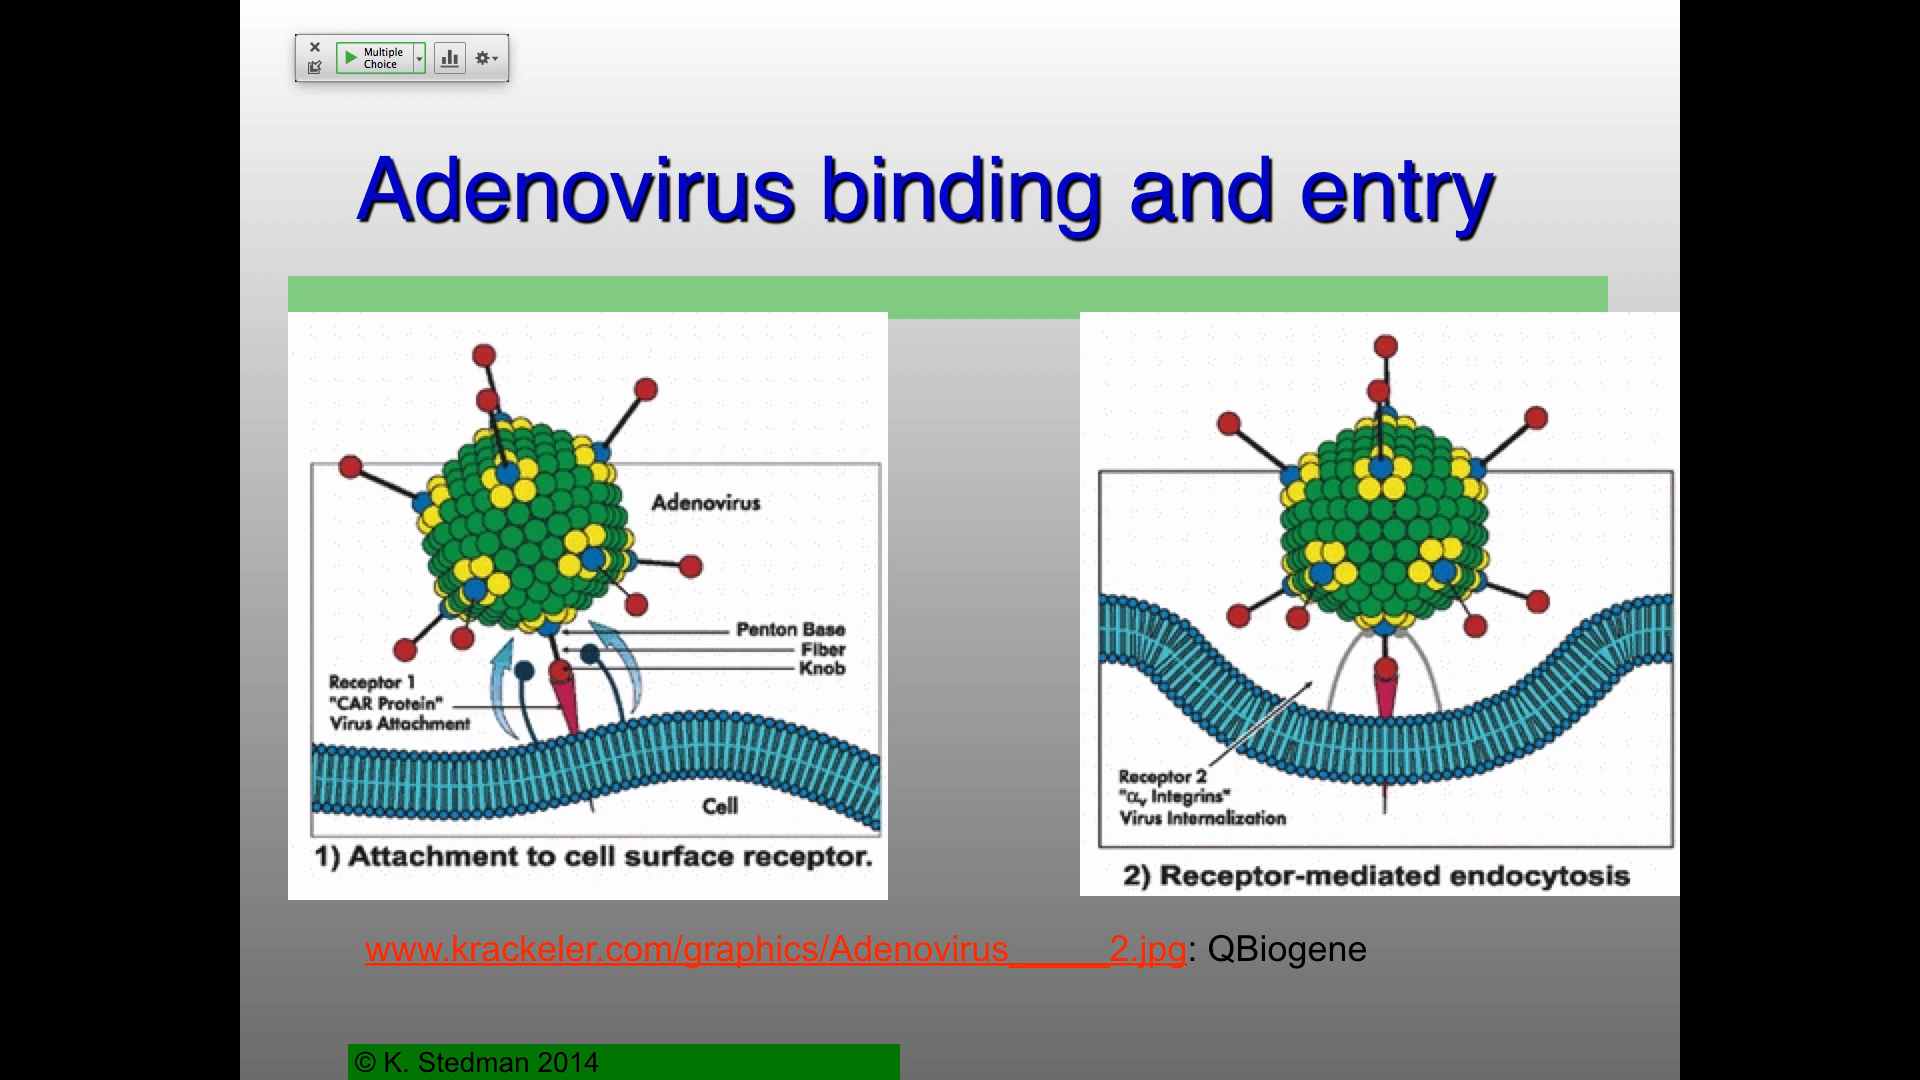 Multiple
Choice
Adenovirus binding and entry
Adenovirus
Penton Base
Fiber
Knob
Receptor 1
"CAR Protein"
Virus Attachment
Cell
1) Attachment to cell surface receptor.
Receptor 2
"αv Integrins"
Virus Internalization
2) Receptor-mediated endocytosis
www.krackeler.com/graphics/Adenovirus_____2.jpg: QBiogene
© K. Stedman 2014